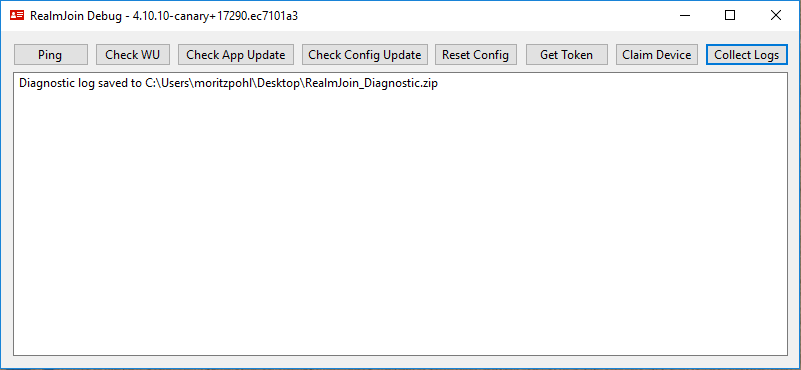 RealmJoin Debug - 4.10.10-canary+17290.ec7101a3
Ping Check WU Check App Update Check Config Update Reset Config Get Token Claim Device Collect Logs
Diagnostic log saved to C:\Users\moritzpohl\Desktop\RealmJoin_Diagnostic.zip